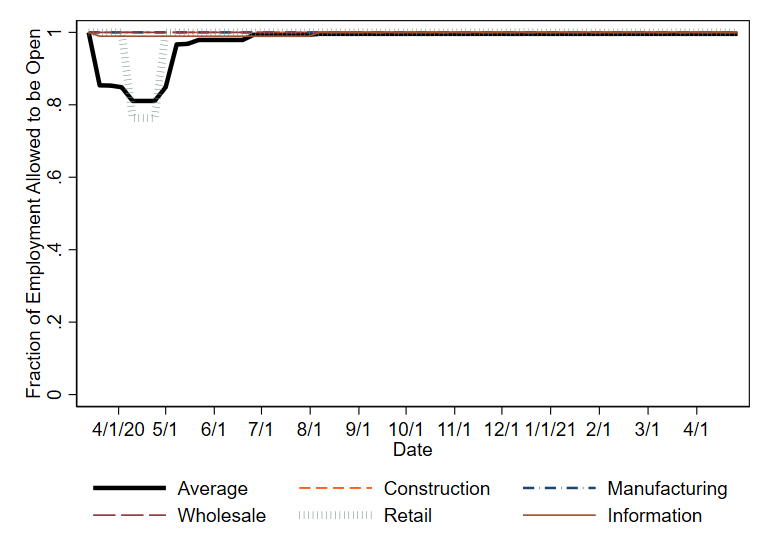 Fraction of Employment Allowed to be Open
1
.8
.6
.4
.2
0
4/1/20 5/1 6/1 7/1 8/1 9/1 10/1 11/1 12/1 1/1/21 2/1 3/1 4/1
Date
Average Construction Manufacturing
Wholesale Retail Information